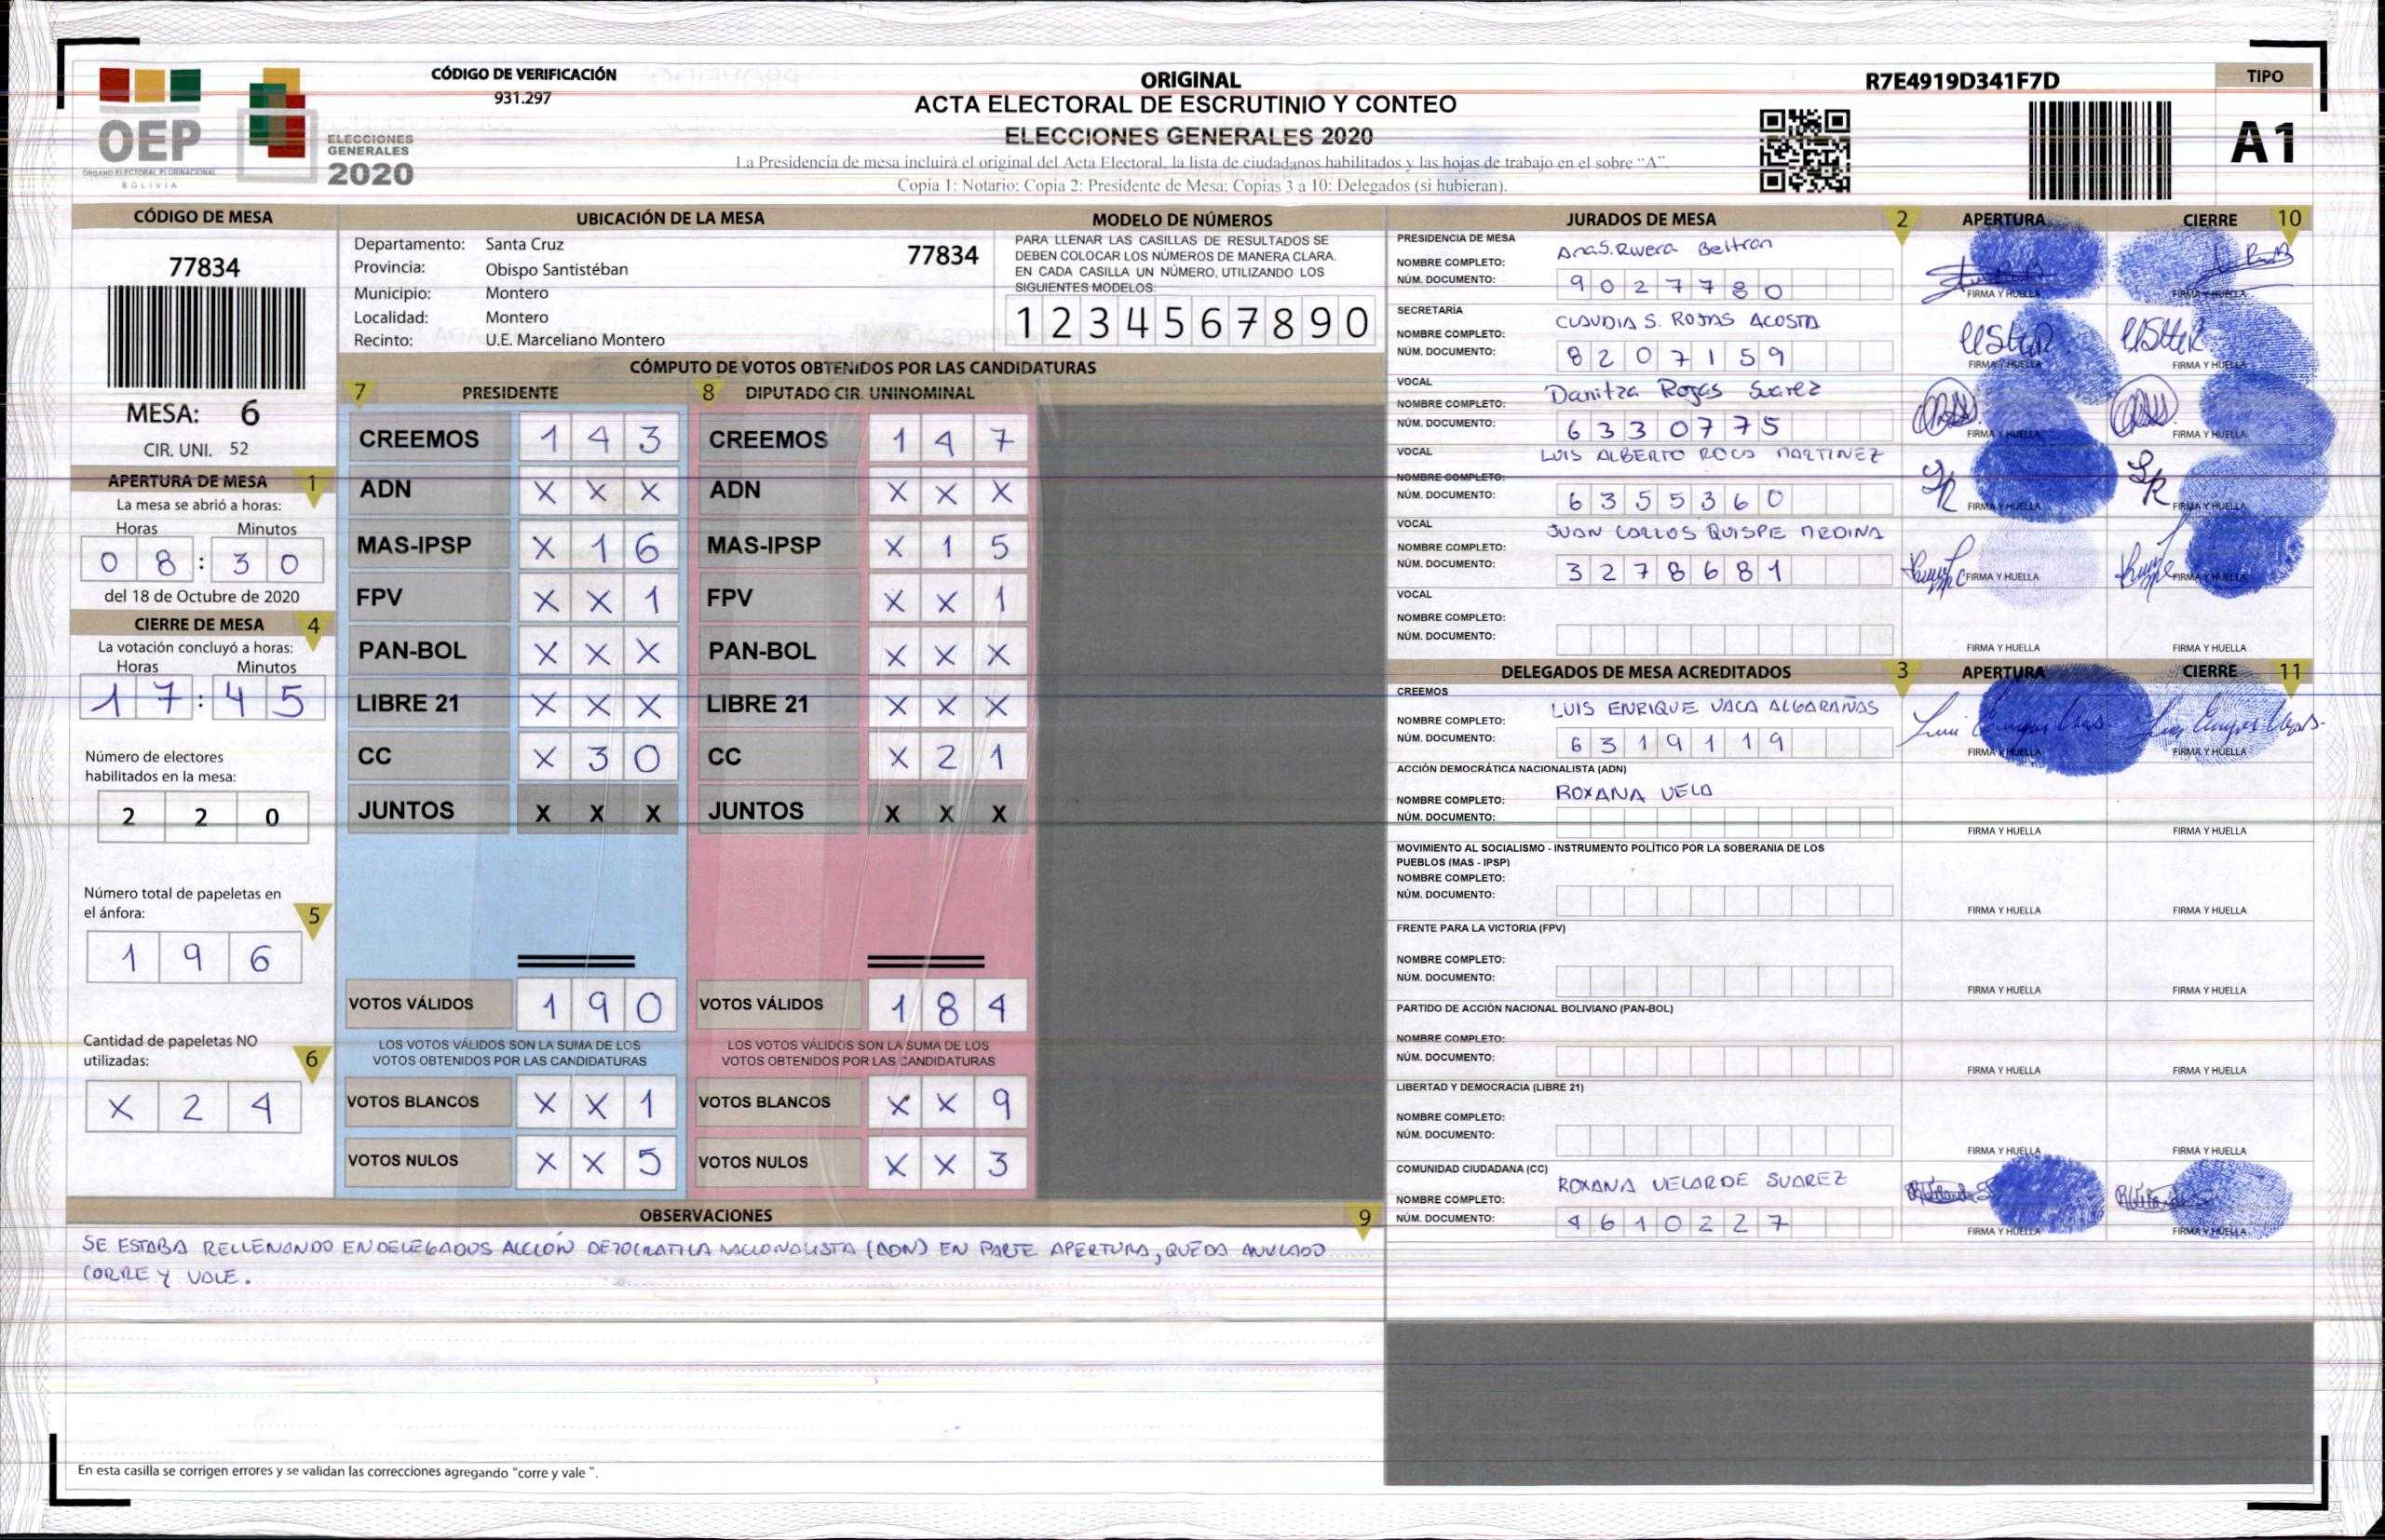 CÓDIGO DE VERIFICACIÓN
931.297
ORIGINAL
ACTA ELECTORAL DE ESCRUTINIO Y CONTEO
ELECCIONES GENERALES 2020
La Presidencia de mesa incluirá el original del Acta Electoral, la lista de ciudadanos habilitados y las hojas de trabajo en el sobre "A".
Copia 1: Notario; Copia 2: Presidente de Mesa; Copias 3 a 10: Delegados (si hubieran).
R7E4919D341F7D
TIPO
A1
OEP
ÓRGANO ELECTORAL PLURINACIONAL
BOLIVIA
ELECCIONES
GENERALES
2020
CÓDIGO DE MESA
77834
MESA: 6
CIR. UNI. 52
APERTURA DE MESA 1
La mesa se abrió a horas:
Horas Minutos
0 8 : 3 0
del 18 de Octubre de 2020
CIERRE DE MESA 4
La votación concluyó a horas:
Horas Minutos
1 7 : 4 5
Número de electores
habilitados en la mesa:
2 2 0
Número total de papeletas en
el ánfora: 5
1 9 6
Cantidad de papeletas NO
utilizadas: 6
X 2 4
UBICACIÓN DE LA MESA
Departamento: Santa Cruz 77834
Provincia: Obispo Santistéban
Municipio: Montero
Localidad: Montero
Recinto: U.E. Marceliano Montero
MODELO DE NÚMEROS
PARA LLENAR LAS CASILLAS DE RESULTADOS SE
DEBEN COLOCAR LOS NÚMEROS DE MANERA CLARA.
EN CADA CASILLA UN NÚMERO, UTILIZANDO LOS
SIGUIENTES MODELOS:
1 2 3 4 5 6 7 8 9 0
CÓMPUTO DE VOTOS OBTENIDOS POR LAS CANDIDATURAS
7 PRESIDENTE 8 DIPUTADO CIR. UNINOMINAL
CREEMOS 1 4 3 CREEMOS 1 4 7
ADN X X X ADN X X X
MAS-IPSP X 1 6 MAS-IPSP X 1 5
FPV X X 1 FPV X X 1
PAN-BOL X X X PAN-BOL X X X
LIBRE 21 X X X LIBRE 21 X X X
CC X 3 0 CC X 2 1
JUNTOS X X X JUNTOS X X X
VOTOS VÁLIDOS 1 9 0 VOTOS VÁLIDOS 1 8 4
LOS VOTOS VÁLIDOS SON LA SUMA DE LOS LOS VOTOS VÁLIDOS SON LA SUMA DE LOS
VOTOS OBTENIDOS POR LAS CANDIDATURAS VOTOS OBTENIDOS POR LAS CANDIDATURAS
VOTOS BLANCOS X X 1 VOTOS BLANCOS X X 9
VOTOS NULOS X X 5 VOTOS NULOS X X 3
OBSERVACIONES 9
SE ESTABA RELLENANDO EN DELEGADOS ACCIÓN DEMOCRATICA NACIONALISTA (ADN) EN PARTE APERTURA, QUEDA ANULADO
CORRE Y VALE.
En esta casilla se corrigen errores y se validan las correcciones agregando "corre y vale ".
JURADOS DE MESA 2 APERTURA CIERRE 10
PRESIDENCIA DE MESA
NOMBRE COMPLETO: Ana S. Rivera Beltran
NÚM. DOCUMENTO: 9 0 2 7 7 8 0
FIRMA Y HUELLA FIRMA Y HUELLA
SECRETARÍA
NOMBRE COMPLETO: CLAUDIA S. ROJAS ACOSTA
NÚM. DOCUMENTO: 8 2 0 7 1 5 9
FIRMA Y HUELLA FIRMA Y HUELLA
VOCAL
NOMBRE COMPLETO: Danitza Rojas Suarez
NÚM. DOCUMENTO: 6 3 3 0 7 7 5
FIRMA Y HUELLA FIRMA Y HUELLA
VOCAL
NOMBRE COMPLETO: LUIS ALBERTO ROCA MARTINEZ
NÚM. DOCUMENTO: 6 3 5 5 3 6 0
FIRMA Y HUELLA FIRMA Y HUELLA
VOCAL
NOMBRE COMPLETO: JUAN CARLOS QUISPE MEDINA
NÚM. DOCUMENTO: 3 2 7 8 6 8 1
FIRMA Y HUELLA FIRMA Y HUELLA
VOCAL
NOMBRE COMPLETO:
NÚM. DOCUMENTO:
FIRMA Y HUELLA FIRMA Y HUELLA
DELEGADOS DE MESA ACREDITADOS 3 APERTURA CIERRE 11
CREEMOS
NOMBRE COMPLETO: LUIS ENRIQUE VACA ALGARAÑAS
NÚM. DOCUMENTO: 6 3 1 9 1 1 9
FIRMA Y HUELLA FIRMA Y HUELLA
ACCIÓN DEMOCRÁTICA NACIONALISTA (ADN)
NOMBRE COMPLETO: ROXANA VELA
NÚM. DOCUMENTO:
FIRMA Y HUELLA FIRMA Y HUELLA
MOVIMIENTO AL SOCIALISMO - INSTRUMENTO POLÍTICO POR LA SOBERANIA DE LOS
PUEBLOS (MAS - IPSP)
NOMBRE COMPLETO:
NÚM. DOCUMENTO:
FIRMA Y HUELLA FIRMA Y HUELLA
FRENTE PARA LA VICTORIA (FPV)
NOMBRE COMPLETO:
NÚM. DOCUMENTO:
FIRMA Y HUELLA FIRMA Y HUELLA
PARTIDO DE ACCIÓN NACIONAL BOLIVIANO (PAN-BOL)
NOMBRE COMPLETO:
NÚM. DOCUMENTO:
FIRMA Y HUELLA FIRMA Y HUELLA
LIBERTAD Y DEMOCRACIA (LIBRE 21)
NOMBRE COMPLETO:
NÚM. DOCUMENTO:
FIRMA Y HUELLA FIRMA Y HUELLA
COMUNIDAD CIUDADANA (CC)
NOMBRE COMPLETO: ROXANA VELARDE SUAREZ
NÚM. DOCUMENTO: 4 6 1 0 2 2 7
FIRMA Y HUELLA FIRMA Y HUELLA